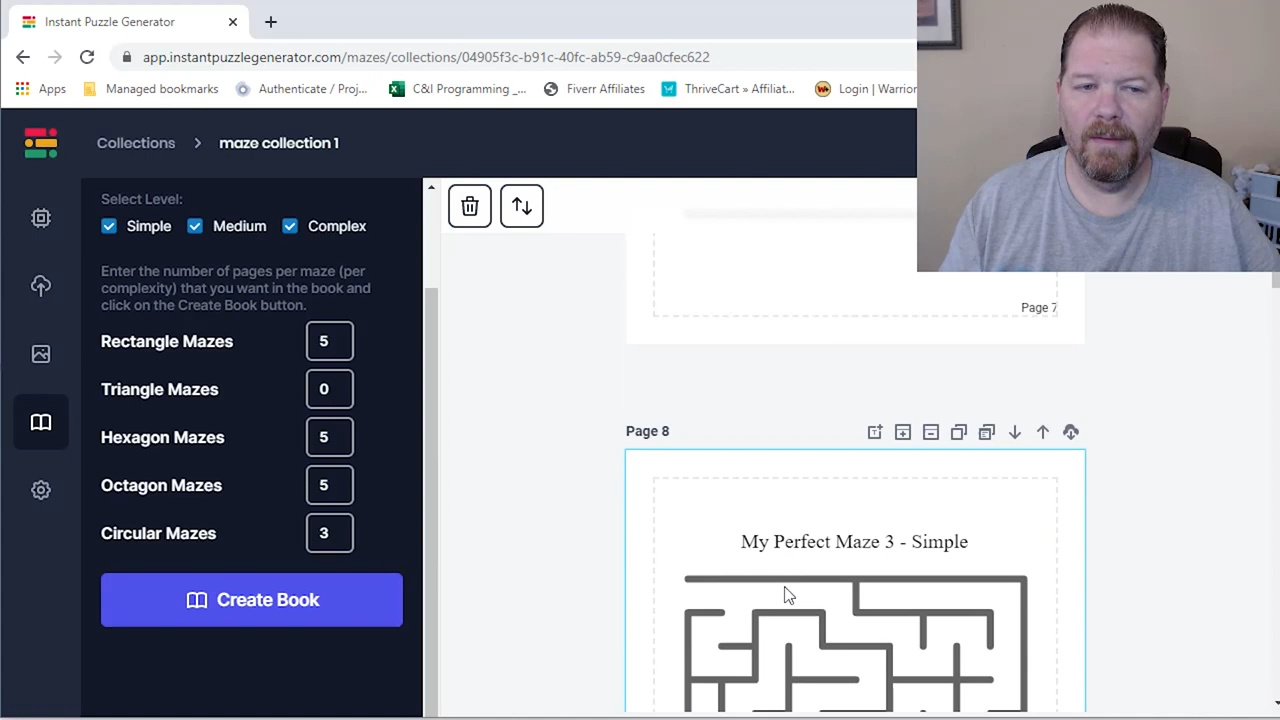 Instant Puzzle Generator
app.instantpuzzlegenerator.com/mazes/collections/04905f3c-b91c-40fc-ab59-c9aa0cfec622
Apps Managed bookmarks Authenticate / Proj... C&I Programming _... Fiverr Affiliates ThriveCart » Affiliat... Login | Warrior
Collections > maze collection 1
Select Level:
Simple Medium Complex
Enter the number of pages per maze (per
complexity) that you want in the book and
click on the Create Book button.
Rectangle Mazes 5
Triangle Mazes 0
Hexagon Mazes 5
Octagon Mazes 5
Circular Mazes 3
Create Book
Page 7
Page 8
My Perfect Maze 3 - Simple